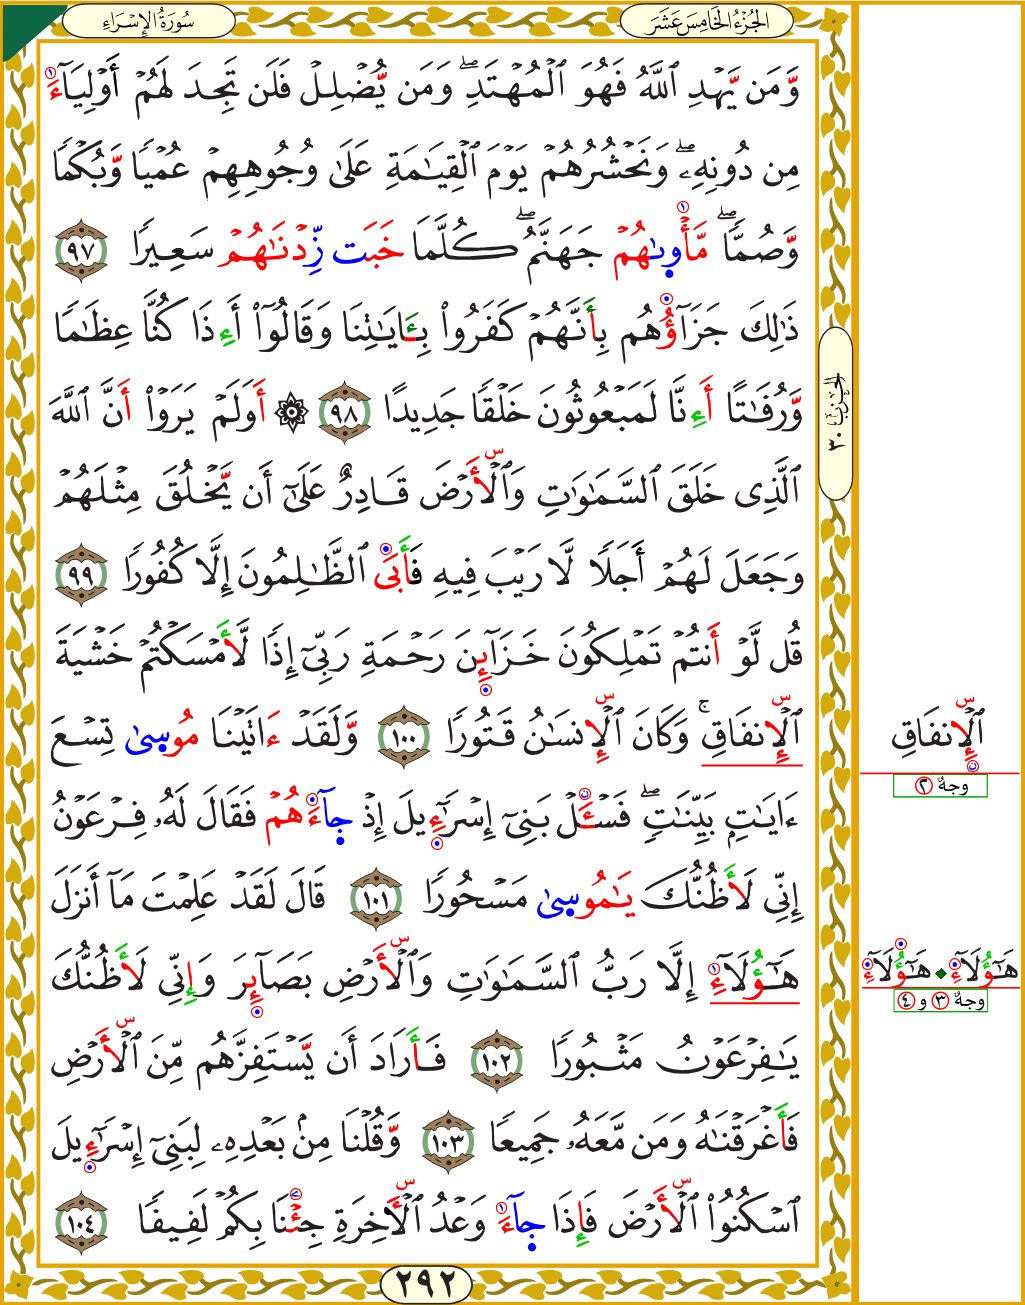 الجُزْءُ الخَامِسَ عَشَرَ
سُورَةُ الإِسْرَاءِ
وَّمَن يَّهۡدِ ٱللَّهُ فَهُوَ ٱلۡمُهۡتَدِۖ وَمَن يُّضۡلِلۡ فَلَن تَجِدَ لَهُمۡ أَوۡلِيَآءَ
مِن دُونِهِۦۖ وَنَحۡشُرُهُمۡ يَوۡمَ ٱلۡقِيَٰمَةِ عَلَىٰ وُجُوهِهِمۡ عُمۡيًا وَّبُكۡمًا
وَّصُمًّاۖ مَّأۡوىٰهُمۡ جَهَنَّمُۖ كُلَّمَا خَبَت زِّدۡنَٰهُمۡ سَعِيرًا ٩٧
ذَٰلِكَ جَزَآؤُهُم بِأَنَّهُمۡ كَفَرُواْ بِـَٔايَٰتِنَا وَقَالُوٓاْ أَءِذَا كُنَّا عِظَٰمًا
وَّرُفَٰتًا أَءِنَّا لَمَبۡعُوثُونَ خَلۡقًا جَدِيدًا ٩٨ ۞ أَوَلَمۡ يَرَوۡاْ أَنَّ ٱللَّهَ
ٱلَّذِى خَلَقَ ٱلسَّمَٰوَٰتِ وَٱلۡأَرۡضَ قَادِرٌ عَلَىٰٓ أَن يَّخۡلُقَ مِثۡلَهُمۡ
وَجَعَلَ لَهُمۡ أَجَلًا لَّا رَيۡبَ فِيهِ فَأَبَى ٱلظَّٰلِمُونَ إِلَّا كُفُورًا ٩٩
قُل لَّوۡ أَنتُمۡ تَمۡلِكُونَ خَزَآئِنَ رَحۡمَةِ رَبِّىٓ إِذًا لَّأَمۡسَكۡتُمۡ خَشۡيَةَ
ٱلۡإِنفَاقِۚ وَكَانَ ٱلۡإِنسَٰنُ قَتُورًا ١٠٠ وَلَقَدۡ ءَاتَيۡنَا مُوسىٰ تِسۡعَ
ءَايَٰتِۭ بَيِّنَٰتٍۖ فَسۡـَٔلۡ بَنِىٓ إِسۡرَٰٓءِيلَ إِذۡ جَآءَهُمۡ فَقَالَ لَهُۥ فِرۡعَوۡنُ
إِنِّى لَأَظُنُّكَ يَٰمُوسىٰ مَسۡحُورًا ١٠١ قَالَ لَقَدۡ عَلِمۡتَ مَآ أَنزَلَ
هَٰٓؤُلَآءِ إِلَّا رَبُّ ٱلسَّمَٰوَٰتِ وَٱلۡأَرۡضِ بَصَآئِرَ وَإِنِّى لَأَظُنُّكَ
يَٰفِرۡعَوۡنُ مَثۡبُورًا ١٠٢ فَأَرَادَ أَن يَّسۡتَفِزَّهُم مِّنَ ٱلۡأَرۡضِ
فَأَغۡرَقۡنَٰهُ وَمَن مَّعَهُۥ جَمِيعًا ١٠٣ وَّقُلۡنَا مِنۢ بَعۡدِهِۦ لِبَنِىٓ إِسۡرَٰٓءِيلَ
ٱسۡكُنُواْ ٱلۡأَرۡضَ فَإِذَا جَآءَ وَعۡدُ ٱلۡأٓخِرَةِ جِئۡنَا بِكُمۡ لَفِيفًا ١٠٤
٢٩٢
الحِزْب ٣٠
ٱلۡإِنفَاقِ
وجهٌ ٢
هَٰٓؤُلَآءِ ♦ هَٰٓؤُلَآءِ
وجهٌ ٣ و ٤